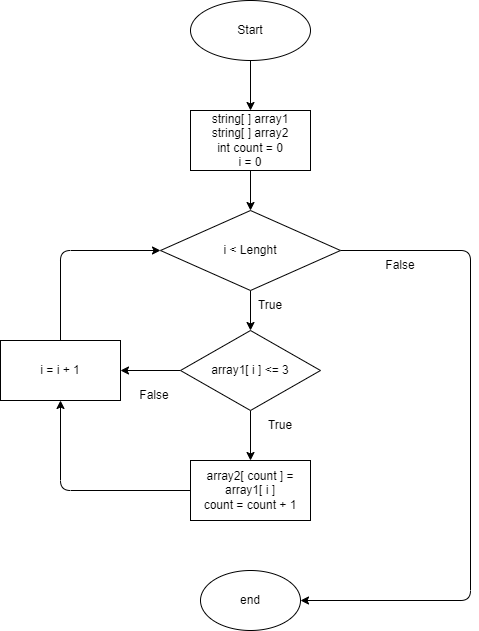 Start
string[ ] array1
string[ ] array2
int count = 0
i = 0
i < Lenght
False
True
array1[ i ] <= 3
i = i + 1
False
True
array2[ count ] =
array1[ i ]
count = count + 1
end